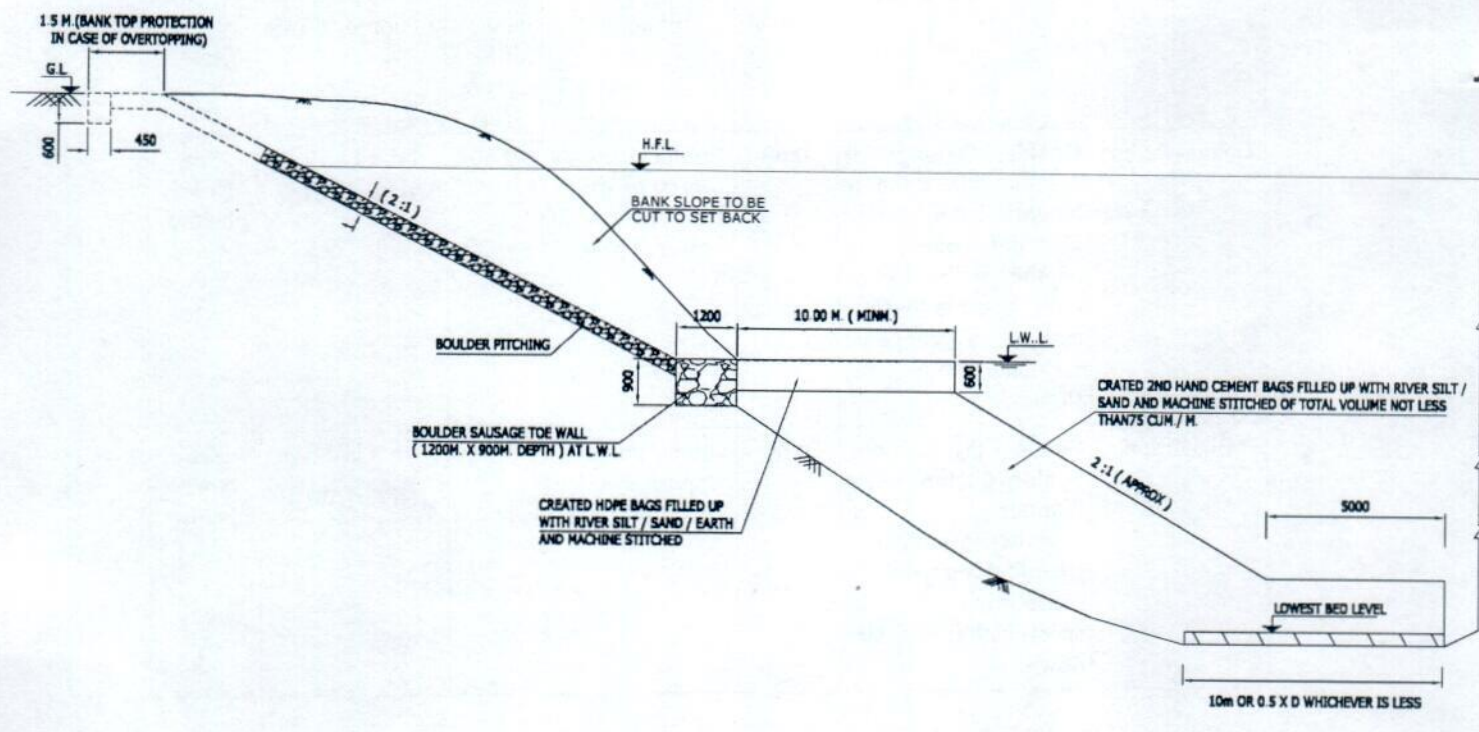 1.5 M.(BANK TOP PROTECTION
IN CASE OF OVERTOPPING)
G.L.
600
450
H.F.L.
(2:1)
BANK SLOPE TO BE
CUT TO SET BACK
1200
10.00 M. ( MINM.)
L.W..L.
BOULDER PITCHING
900
600
CRATED 2ND HAND CEMENT BAGS FILLED UP WITH RIVER SILT /
SAND AND MACHINE STITCHED OF TOTAL VOLUME NOT LESS
THAN75 CUM./ M.
BOULDER SAUSAGE TOE WALL
( 1200M. X 900M. DEPTH ) AT L.W.L.
2:1 ( APPROX )
CREATED HDPE BAGS FILLED UP
WITH RIVER SILT / SAND / EARTH
AND MACHINE STITCHED
5000
LOWEST BED LEVEL
10m OR 0.5 X D WHICHEVER IS LESS